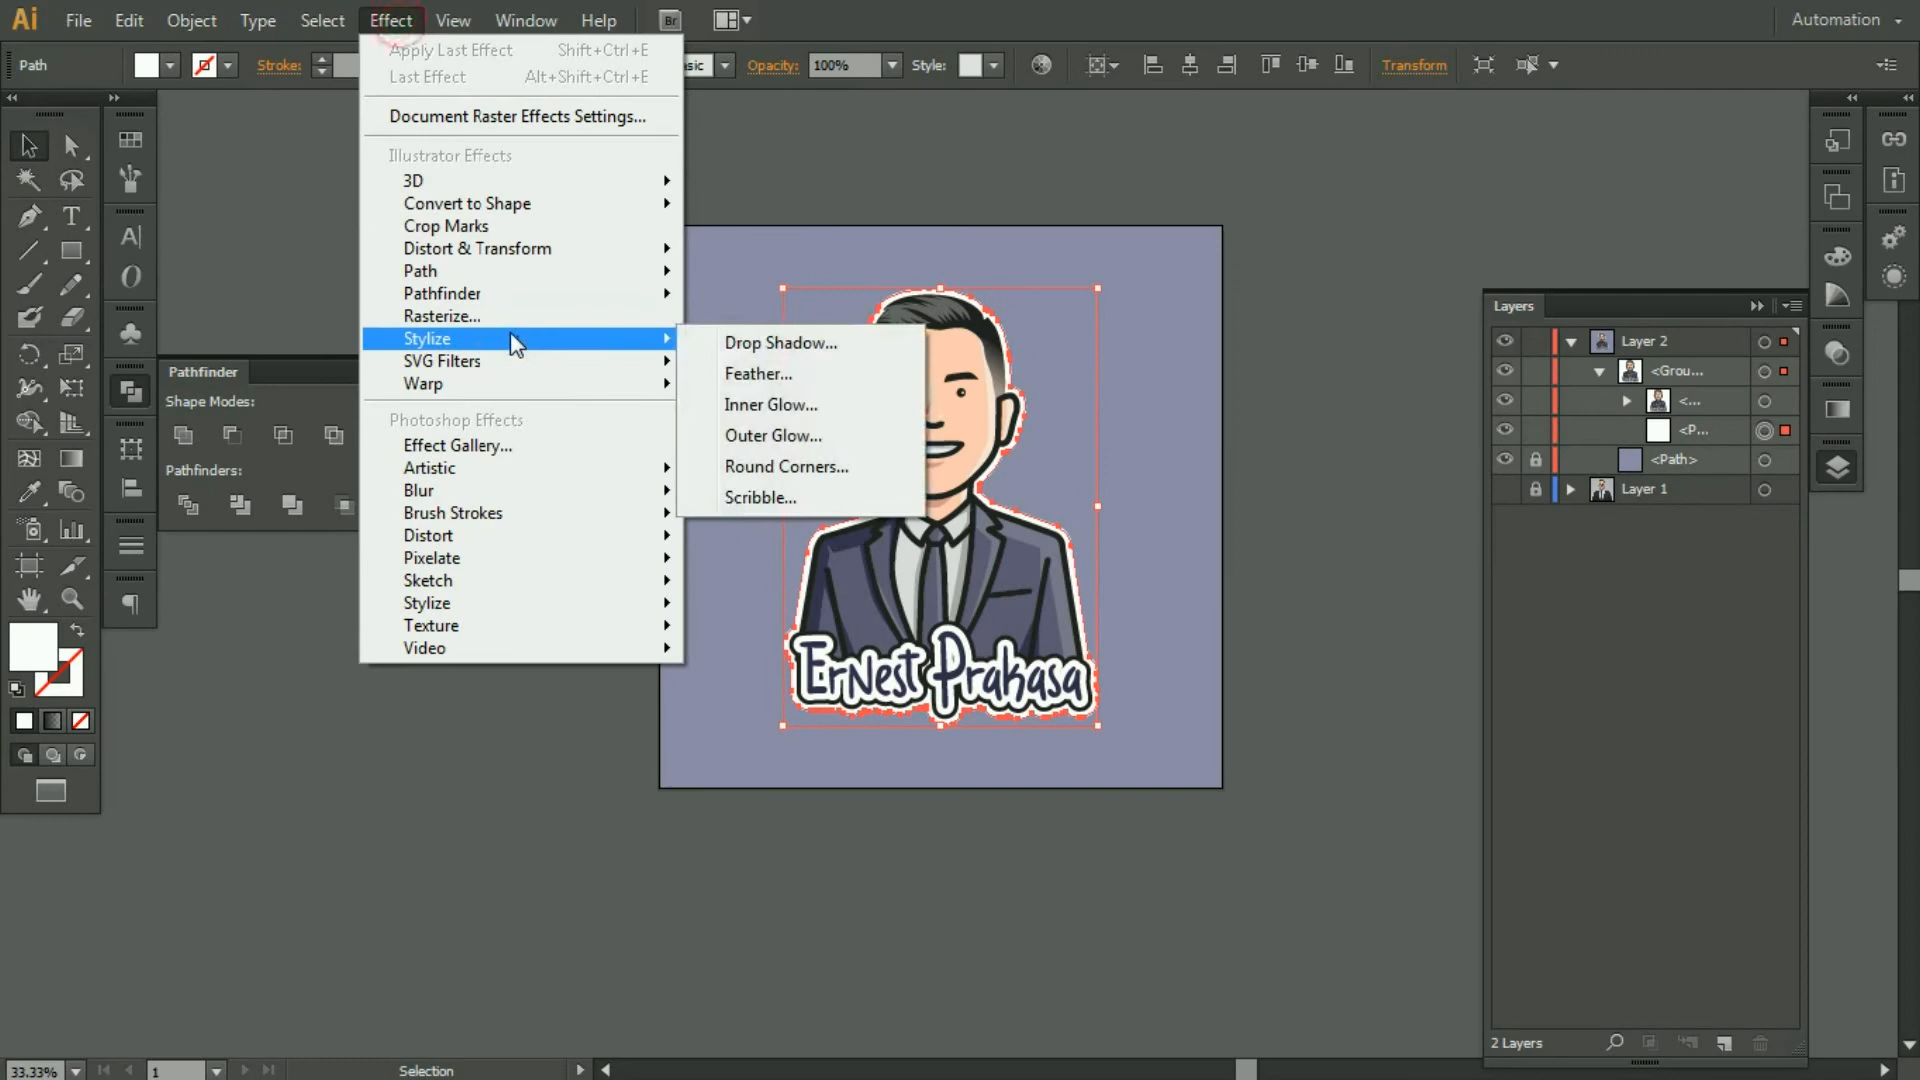 Ai File Edit Object Type Select Effect View Window Help Br Automation
Path Stroke: Opacity: 100% Style: Transform
Apply Last Effect Shift+Ctrl+E
Last Effect Alt+Shift+Ctrl+E
Document Raster Effects Settings...
Illustrator Effects
3D
Convert to Shape
Crop Marks
Distort & Transform
Path
Pathfinder
Rasterize...
Stylize
SVG Filters
Warp
Photoshop Effects
Effect Gallery...
Artistic
Blur
Brush Strokes
Distort
Pixelate
Sketch
Stylize
Texture
Video
Drop Shadow...
Feather...
Inner Glow...
Outer Glow...
Round Corners...
Scribble...
Pathfinder
Shape Modes:
Pathfinders:
Ernest Prakasa
Layers
Layer 2
<Grou...
<...
<P...
<Path>
Layer 1
2 Layers
33.33% 1 Selection